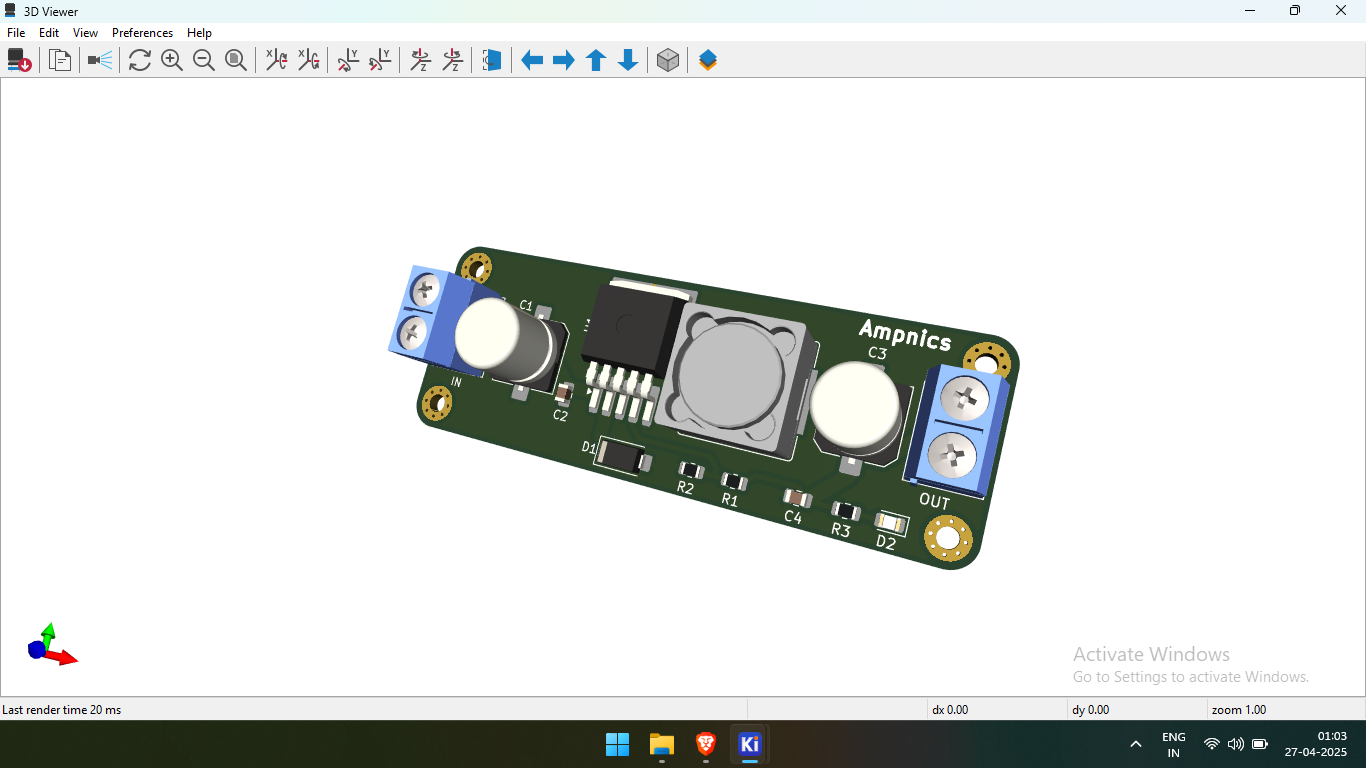 3D Viewer
File Edit View Preferences Help
X X Y Y Z Z
Ampnics
C1
C3
IN
C2
D1
R2
R1
C4
R3
D2
OUT
Activate Windows
Go to Settings to activate Windows.
Last render time 20 ms
dx 0.00
dy 0.00
zoom 1.00
Ki
ENG
IN
01:03
27-04-2025